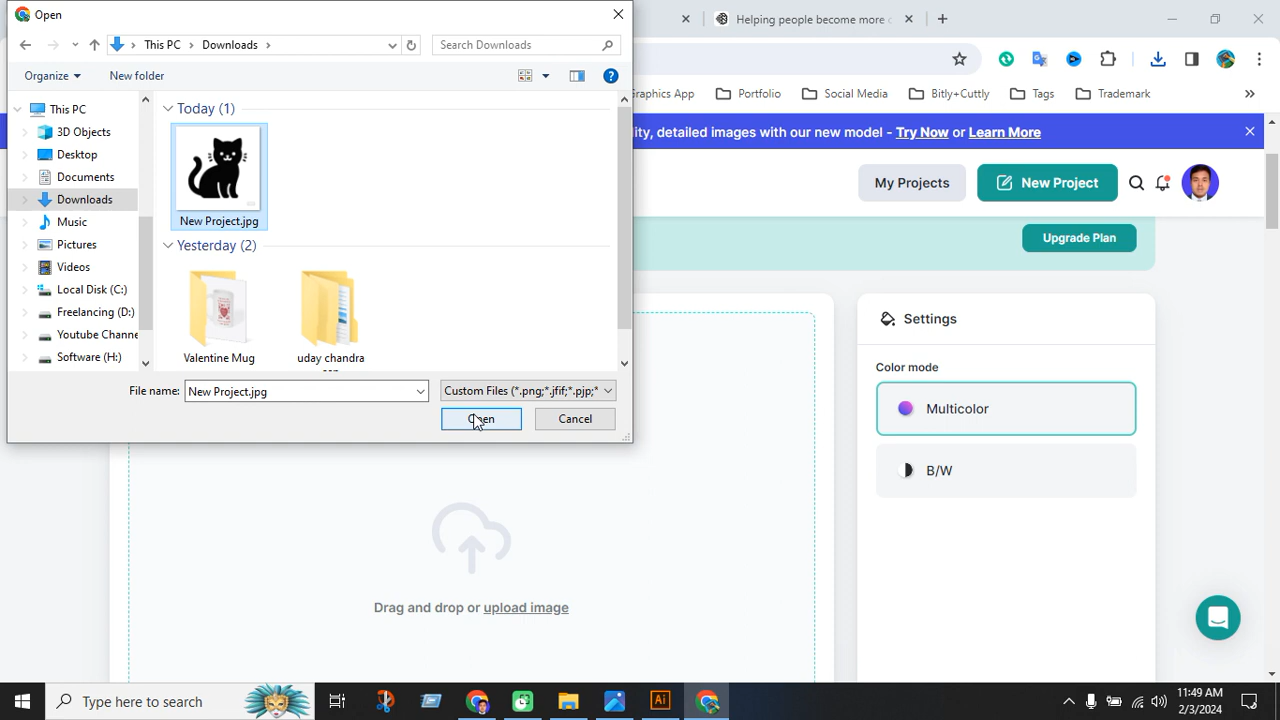 Open
Helping people become more
This PC
Downloads
Search Downloads
Organize
New folder
This PC
3D Objects
Desktop
Documents
Downloads
Music
Pictures
Videos
Local Disk (C:)
Freelancing (D:)
Youtube Channe
Software (H:)
Today (1)
New Project.jpg
Yesterday (2)
Valentine Mug
uday chandra
File name:
New Project.jpg
Custom Files (*.png;*.jfif;*.pjp;*
Open
Cancel
raphics App
Portfolio
Social Media
Bitly+Cuttly
Tags
Trademark
ity, detailed images with our new model - Try Now or Learn More
My Projects
New Project
Upgrade Plan
Settings
Color mode
Multicolor
B/W
Drag and drop or upload image
Type here to search
Ai
11:49 AM
2/3/2024